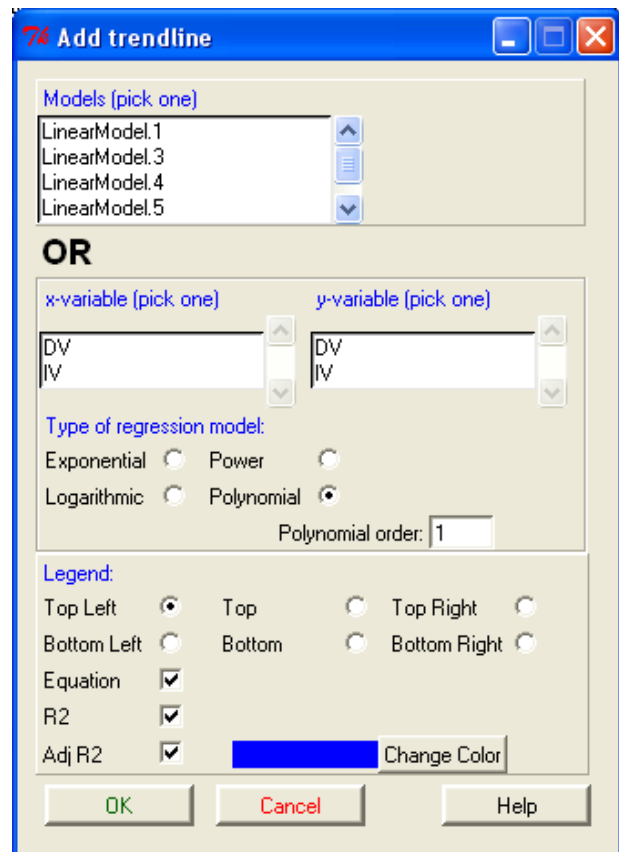 Add trendline
Models (pick one)
LinearModel.1
LinearModel.3
LinearModel.4
LinearModel.5
OR
x-variable (pick one) y-variable (pick one)
DV DV
IV IV
Type of regression model:
Exponential Power
Logarithmic Polynomial
Polynomial order: 1
Legend:
Top Left Top Top Right
Bottom Left Bottom Bottom Right
Equation
R2
Adj R2 Change Color
OK Cancel Help